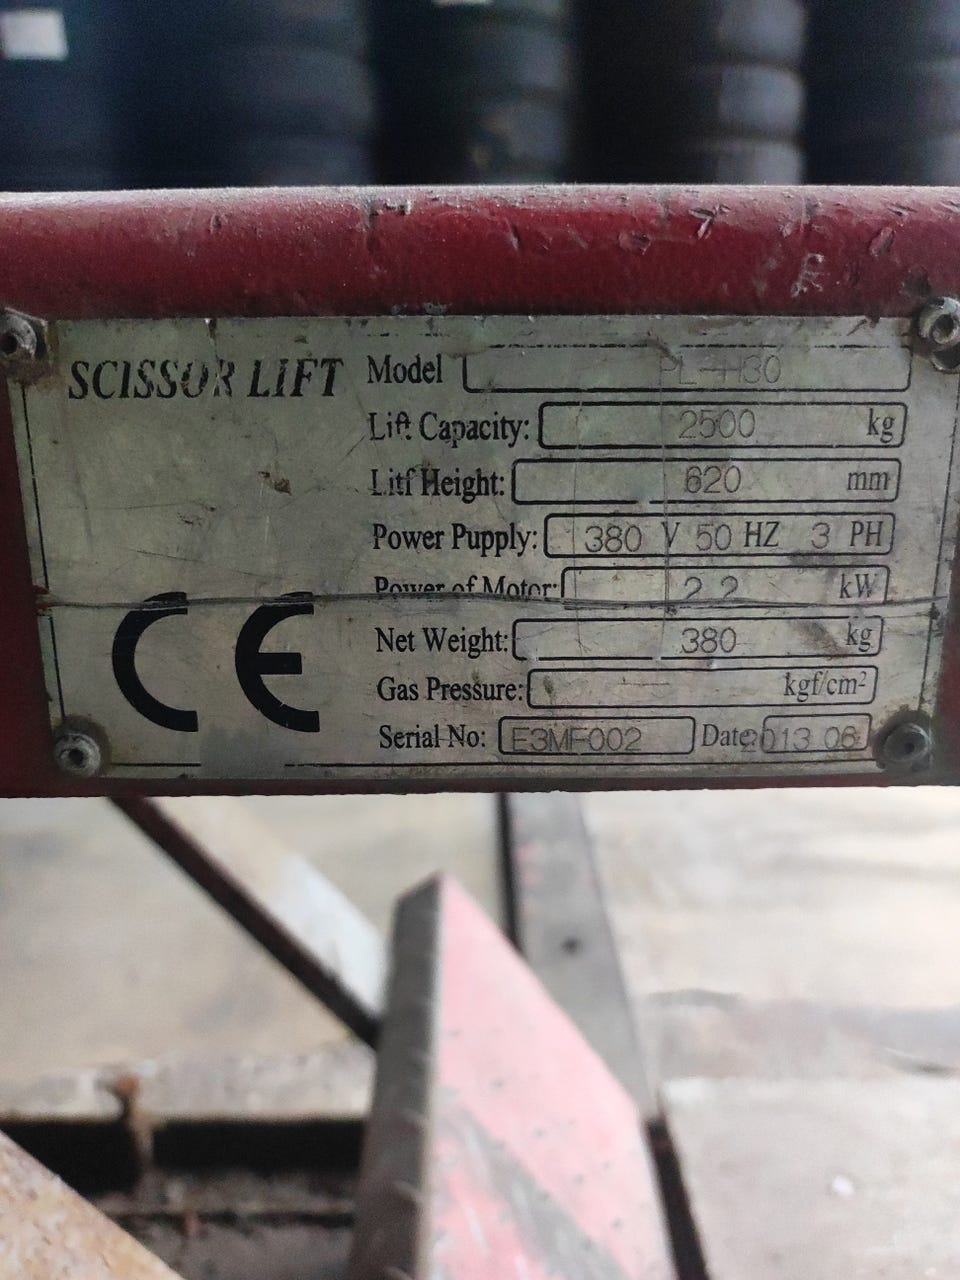 SCISSOR LIFT
Model PL-H30
Lift Capacity: 2500 kg
Litf Height: 620 mm
Power Pupply: 380 V 50 HZ 3 PH
Power of Motor: 2.2 kW
Net Weight: 380 kg
Gas Pressure: kgf/cm²
Serial No: E3MF002 Date: 2013.06
CE